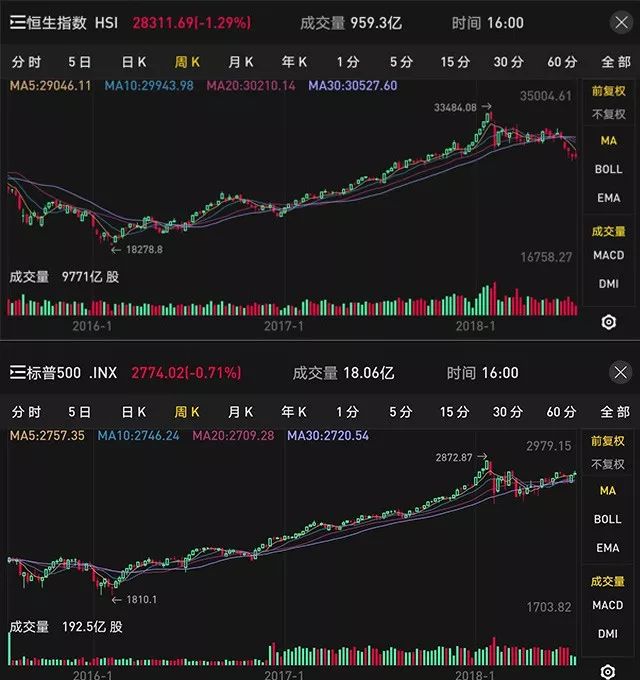 恒生指数 HSI 28311.69(-1.29%) 成交量 959.3亿 时间 16:00
分时 5日 日K 周K 月K 年K 1分 5分 15分 30分 60分 全部
MA5:29046.11 MA10:29943.98 MA20:30210.14 MA30:30527.60
前复权
35004.61
33484.08
不复权
MA
BOLL
EMA
18278.8
成交量
16758.27
MACD
成交量 9771亿 股
DMI
2016-1 2017-1 2018-1
标普500 .INX 2774.02(-0.71%) 成交量 18.06亿 时间 16:00
分时 5日 日K 周K 月K 年K 1分 5分 15分 30分 60分 全部
MA5:2757.35 MA10:2746.24 MA20:2709.28 MA30:2720.54
前复权
2979.15
2872.87
不复权
MA
BOLL
EMA
成交量
1810.1
1703.82
MACD
成交量 192.5亿 股
DMI
2016-1 2017-1 2018-1